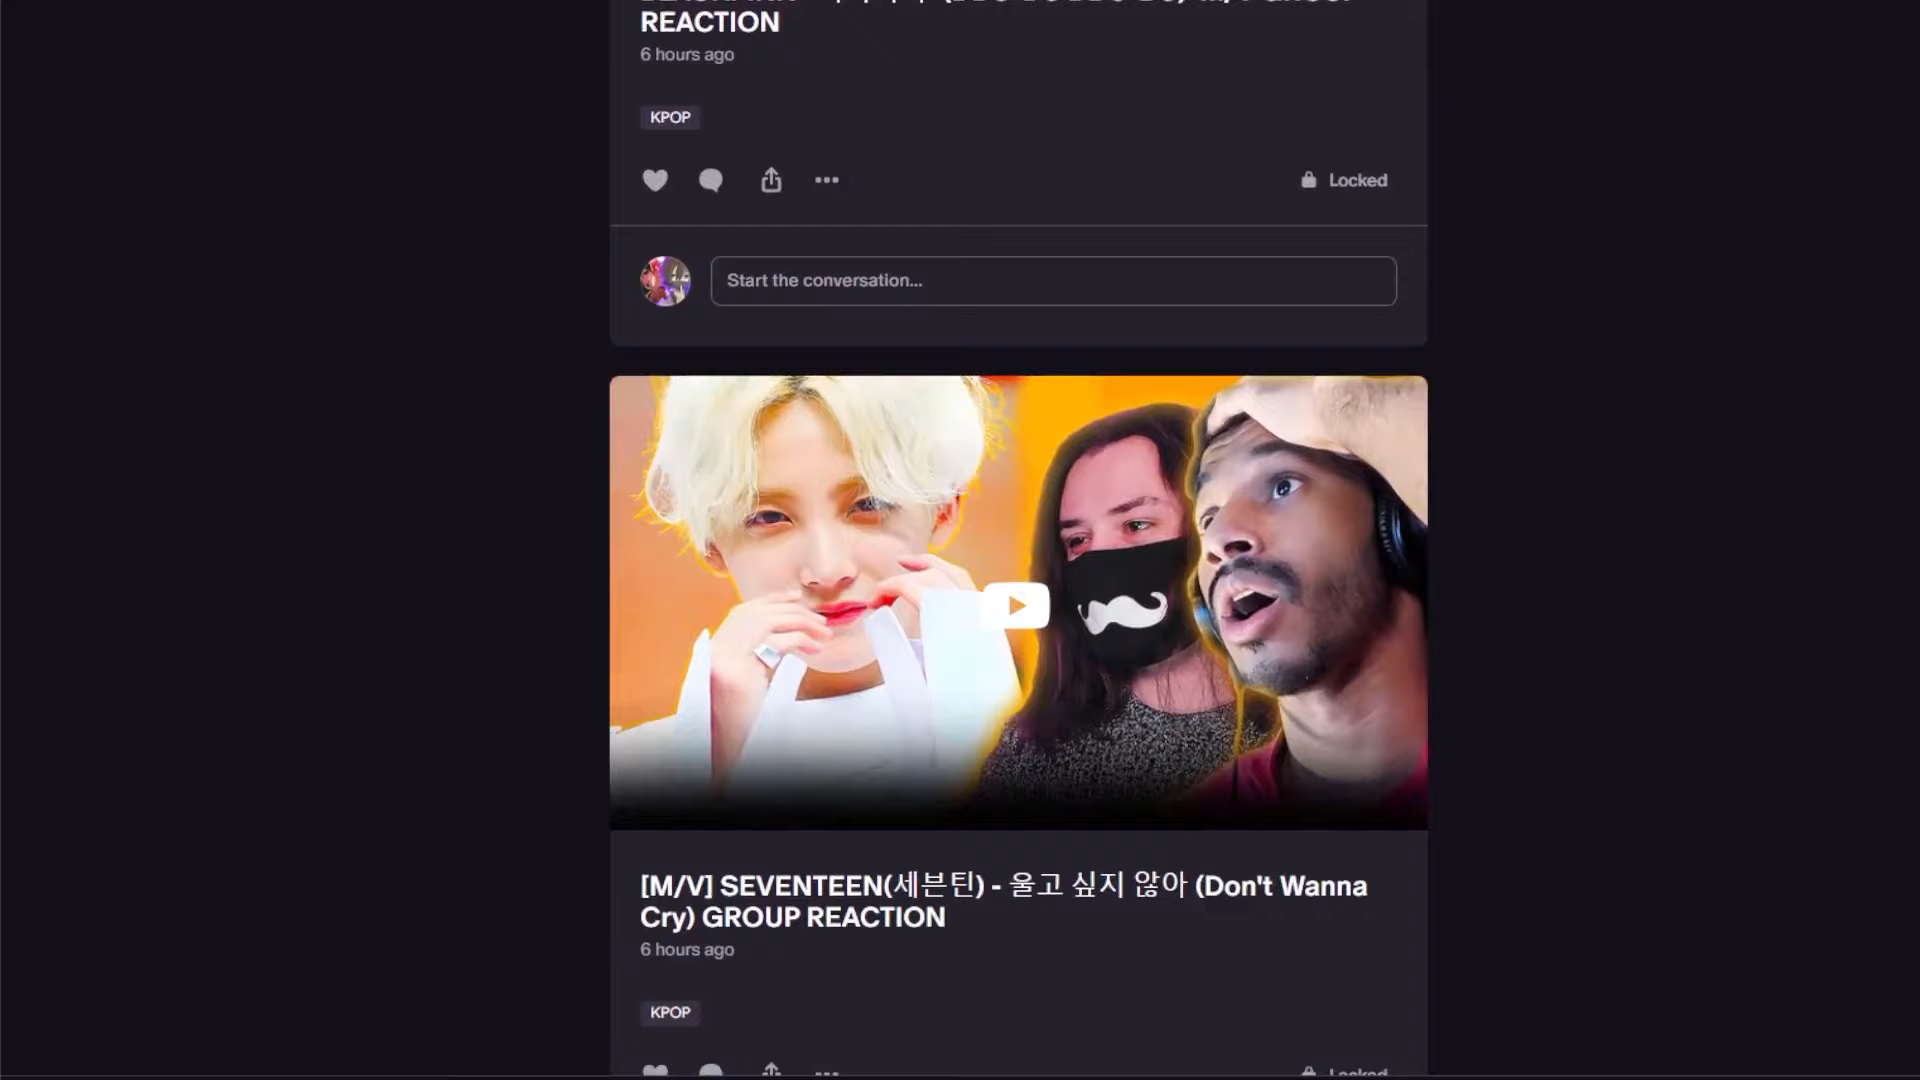 REACTION
6 hours ago
KPOP
Locked
Start the conversation...
[M/V] SEVENTEEN(세븐틴) - 울고 싶지 않아 (Don't Wanna
Cry) GROUP REACTION
6 hours ago
KPOP
Locked